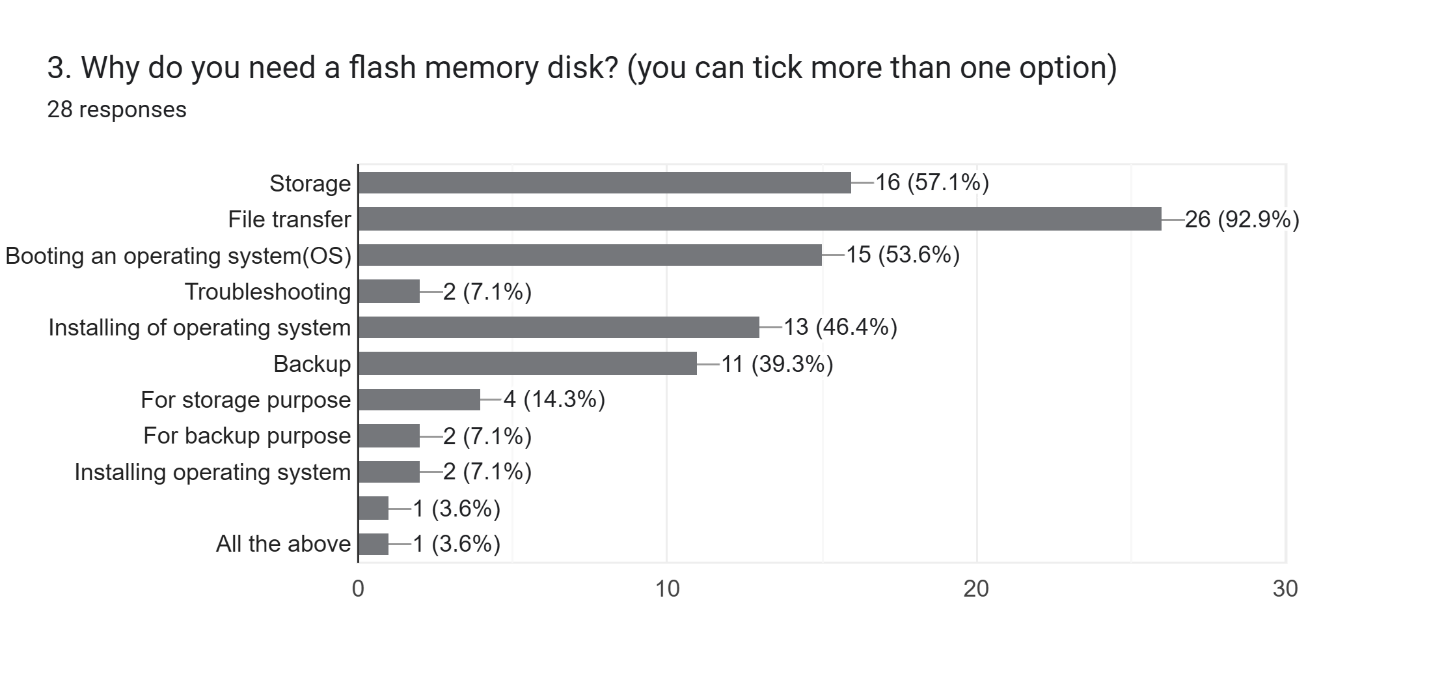 3. Why do you need a flash memory disk? (you can tick more than one option)
28 responses
Storage 16 (57.1%)
File transfer 26 (92.9%)
Booting an operating system(OS) 15 (53.6%)
Troubleshooting 2 (7.1%)
Installing of operating system 13 (46.4%)
Backup 11 (39.3%)
For storage purpose 4 (14.3%)
For backup purpose 2 (7.1%)
Installing operating system 2 (7.1%)
1 (3.6%)
All the above 1 (3.6%)
0 10 20 30